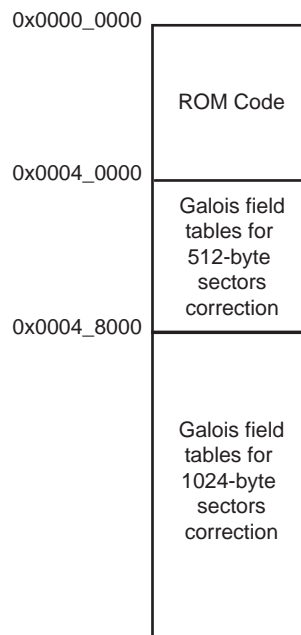 0x0000_0000
ROM Code
0x0004_0000
Galois field
tables for
512-byte
sectors
correction
0x0004_8000
Galois field
tables for
1024-byte
sectors
correction